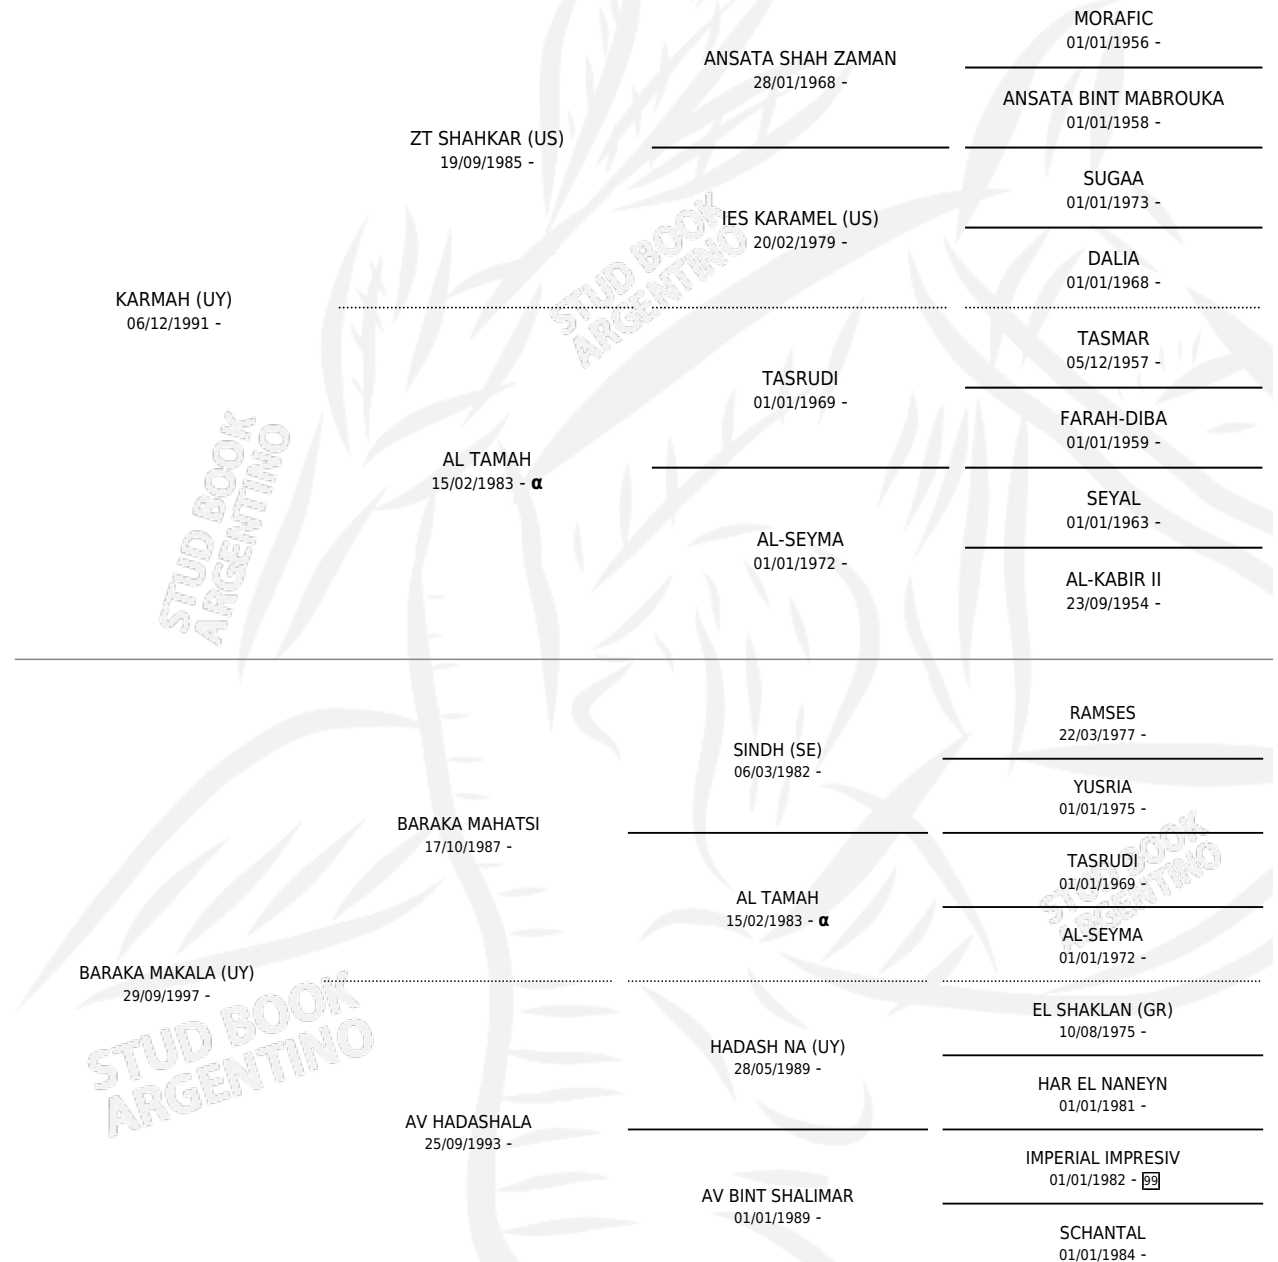 MORAFIC
01/01/1956 -
ANSATA SHAH ZAMAN
28/01/1968 -
ANSATA BINT MABROUKA
01/01/1958 -
ZT SHAHKAR (US)
19/09/1985 -
SUGAA
01/01/1973 -
IES KARAMEL (US)
20/02/1979 -
DALIA
01/01/1968 -
KARMAH (UY)
06/12/1991 -
STUD BOOK
ARGENTINO
TASMAR
05/12/1957 -
TASRUDI
01/01/1969 -
FARAH-DIBA
01/01/1959 -
AL TAMAH
15/02/1983 - α
SEYAL
01/01/1963 -
AL-SEYMA
01/01/1972 -
AL-KABIR II
23/09/1954 -
STUD BOOK
ARGENTINO
RAMSES
22/03/1977 -
SINDH (SE)
06/03/1982 -
YUSRIA
01/01/1975 -
BARAKA MAHATSI
17/10/1987 -
TASRUDI
01/01/1969 -
AL TAMAH
15/02/1983 - α
AL-SEYMA
01/01/1972 -
STUD BOOK
ARGENTINO
BARAKA MAKALA (UY)
29/09/1997 -
EL SHAKLAN (GR)
10/08/1975 -
HADASH NA (UY)
28/05/1989 -
HAR EL NANEYN
01/01/1981 -
STUD BOOK
ARGENTINO
AV HADASHALA
25/09/1993 -
IMPERIAL IMPRESIV
01/01/1982 - 99
AV BINT SHALIMAR
01/01/1989 -
SCHANTAL
01/01/1984 -